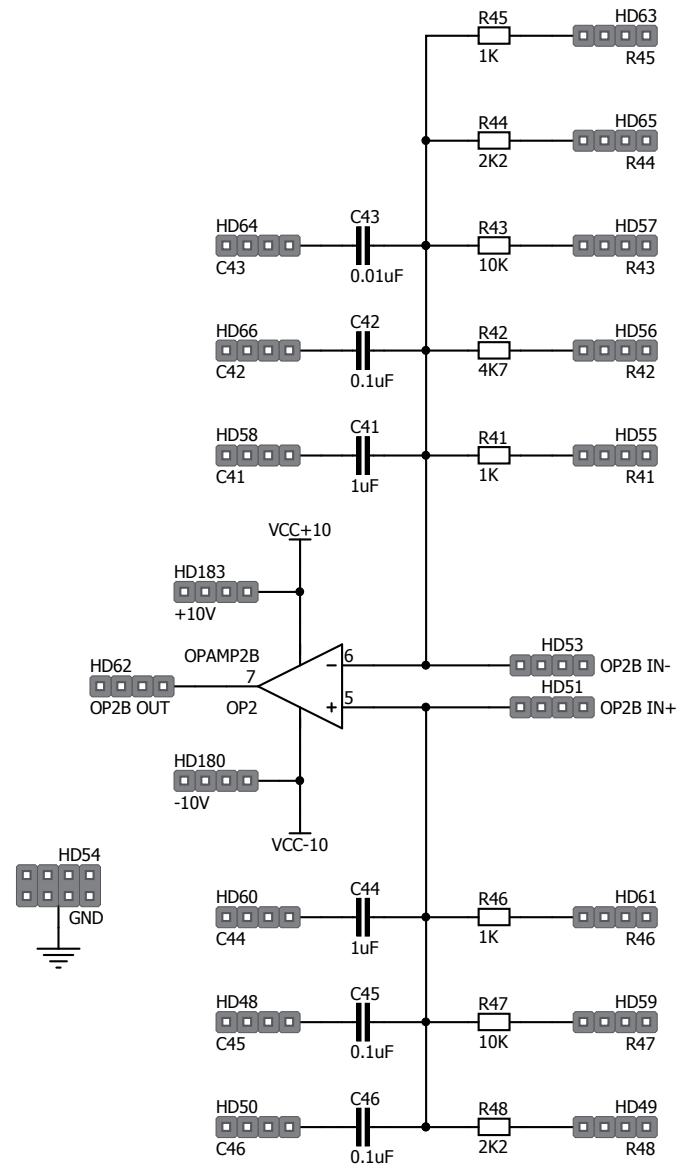 R45
HD63
1K
R45
R44
HD65
2K2
R44
HD64
C43
R43
HD57
C43
0.01uF
10K
R43
HD66
C42
R42
HD56
C42
0.1uF
4K7
R42
HD58
C41
R41
HD55
C41
1uF
1K
R41
VCC+10
HD183
+10V
OPAMP2B
6
HD53
OP2B IN-
HD62
7
-
OP2B OUT
OP2
+
5
HD51
OP2B IN+
HD180
-10V
VCC-10
HD54
GND
HD60
C44
R46
HD61
C44
1uF
1K
R46
HD48
C45
R47
HD59
C45
0.1uF
10K
R47
HD50
C46
R48
HD49
C46
0.1uF
2K2
R48